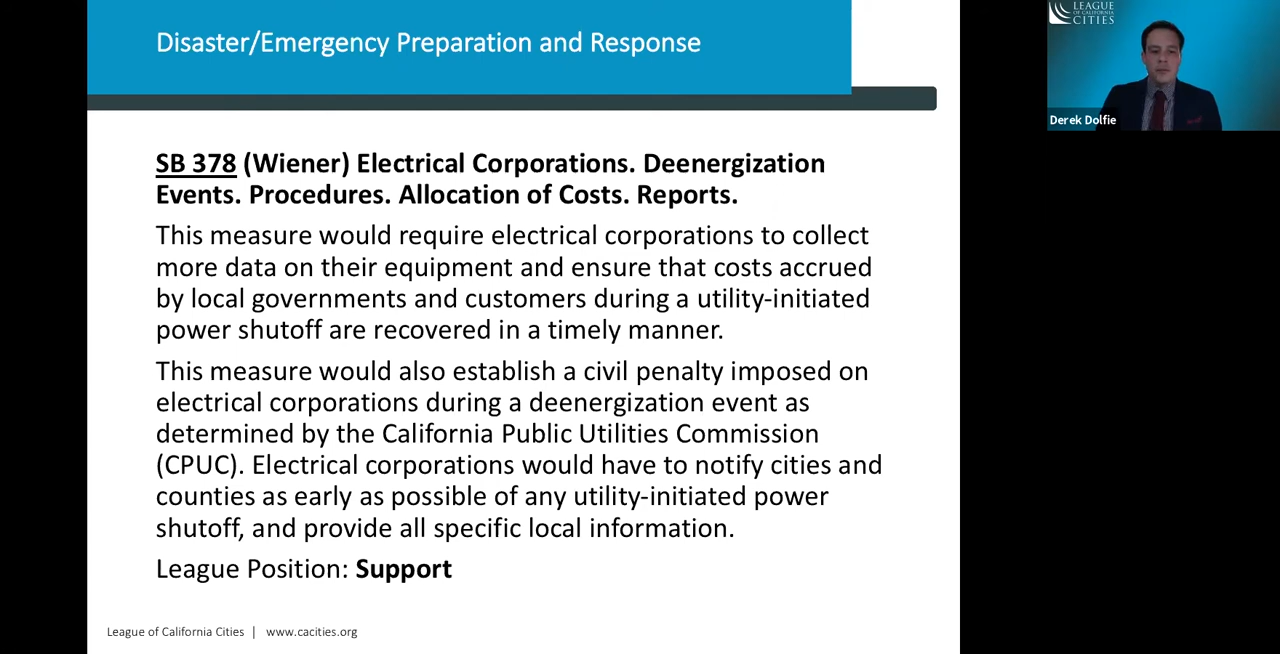 Disaster/Emergency Preparation and Response
SB 378 (Wiener) Electrical Corporations. Deenergization
Events. Procedures. Allocation of Costs. Reports.
This measure would require electrical corporations to collect
more data on their equipment and ensure that costs accrued
by local governments and customers during a utility-initiated
power shutoff are recovered in a timely manner.
This measure would also establish a civil penalty imposed on
electrical corporations during a deenergization event as
determined by the California Public Utilities Commission
(CPUC). Electrical corporations would have to notify cities and
counties as early as possible of any utility-initiated power
shutoff, and provide all specific local information.
League Position: Support
League of California Cities | www.cacities.org
LEAGUE
OF CALIFORNIA
CITIES
Derek Dolfie